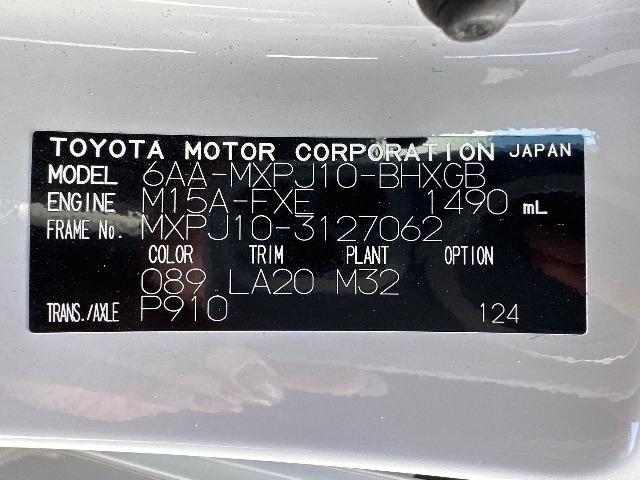 TOYOTA MOTOR CORPORATION JAPAN
MODEL 6AA-MXPJ10-BHXGB
ENGINE M15A-FXE 1490 mL
FRAME No. MXPJ10-3127062
COLOR TRIM PLANT OPTION
089 LA20 M32
TRANS./AXLE P910 124